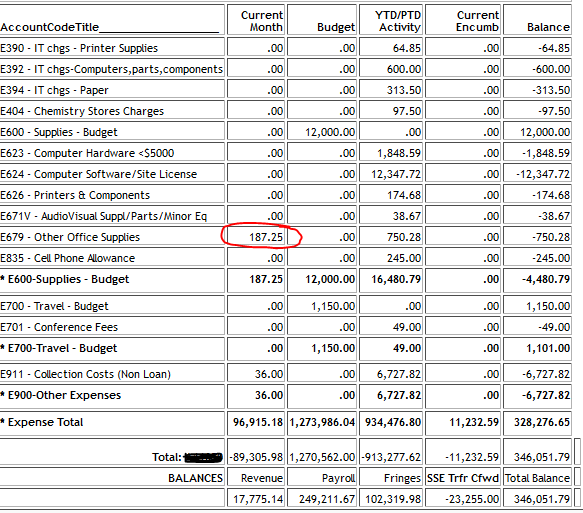 AccountCodeTitle Current Month Budget YTD/PTD Activity Current Encumb Balance
E390 - IT chgs - Printer Supplies .00 .00 64.85 .00 -64.85
E392 - IT chgs-Computers,parts,components .00 .00 600.00 .00 -600.00
E394 - IT chgs - Paper .00 .00 313.50 .00 -313.50
E404 - Chemistry Stores Charges .00 .00 97.50 .00 -97.50
E600 - Supplies - Budget .00 12,000.00 .00 .00 12,000.00
E623 - Computer Hardware <$5000 .00 .00 1,848.59 .00 -1,848.59
E624 - Computer Software/Site License .00 .00 12,347.72 .00 -12,347.72
E626 - Printers & Components .00 .00 174.68 .00 -174.68
E671V - AudioVisual Suppl/Parts/Minor Eq .00 .00 38.67 .00 -38.67
E679 - Other Office Supplies 187.25 .00 750.28 .00 -750.28
E835 - Cell Phone Allowance .00 .00 245.00 .00 -245.00
* E600-Supplies - Budget 187.25 12,000.00 16,480.79 .00 -4,480.79
E700 - Travel - Budget .00 1,150.00 .00 .00 1,150.00
E701 - Conference Fees .00 .00 49.00 .00 -49.00
* E700-Travel - Budget .00 1,150.00 49.00 .00 1,101.00
E911 - Collection Costs (Non Loan) 36.00 .00 6,727.82 .00 -6,727.82
* E900-Other Expenses 36.00 .00 6,727.82 .00 -6,727.82
* Expense Total 96,915.18 1,273,986.04 934,476.80 11,232.59 328,276.65
Total: -89,305.98 1,270,562.00 -913,277.62 -11,232.59 346,051.79
BALANCES Revenue Payroll Fringes SSE Trfr Cfwd Total Balance
17,775.14 249,211.67 102,319.98 -23,255.00 346,051.79